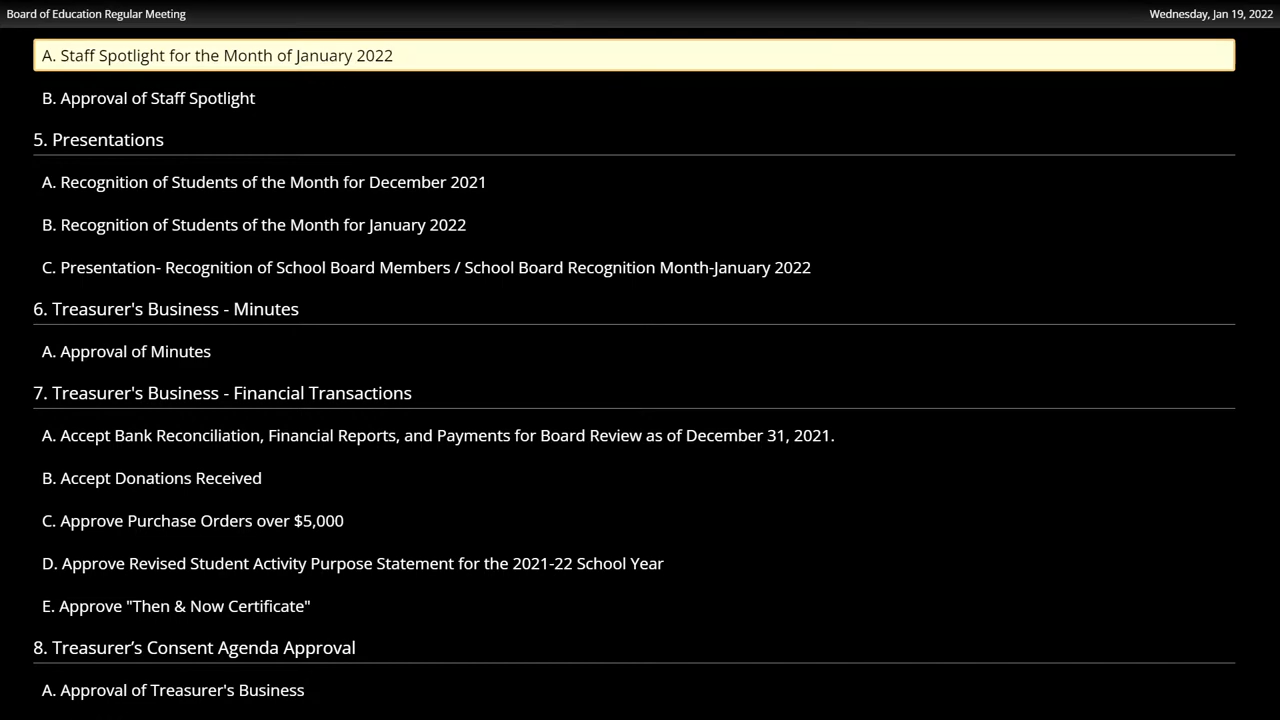 Board of Education Regular Meeting
Wednesday, Jan 19, 2022
A. Staff Spotlight for the Month of January 2022
B. Approval of Staff Spotlight
5. Presentations
A. Recognition of Students of the Month for December 2021
B. Recognition of Students of the Month for January 2022
C. Presentation- Recognition of School Board Members / School Board Recognition Month-January 2022
6. Treasurer's Business - Minutes
A. Approval of Minutes
7. Treasurer's Business - Financial Transactions
A. Accept Bank Reconciliation, Financial Reports, and Payments for Board Review as of December 31, 2021.
B. Accept Donations Received
C. Approve Purchase Orders over $5,000
D. Approve Revised Student Activity Purpose Statement for the 2021-22 School Year
E. Approve "Then & Now Certificate"
8. Treasurer’s Consent Agenda Approval
A. Approval of Treasurer's Business